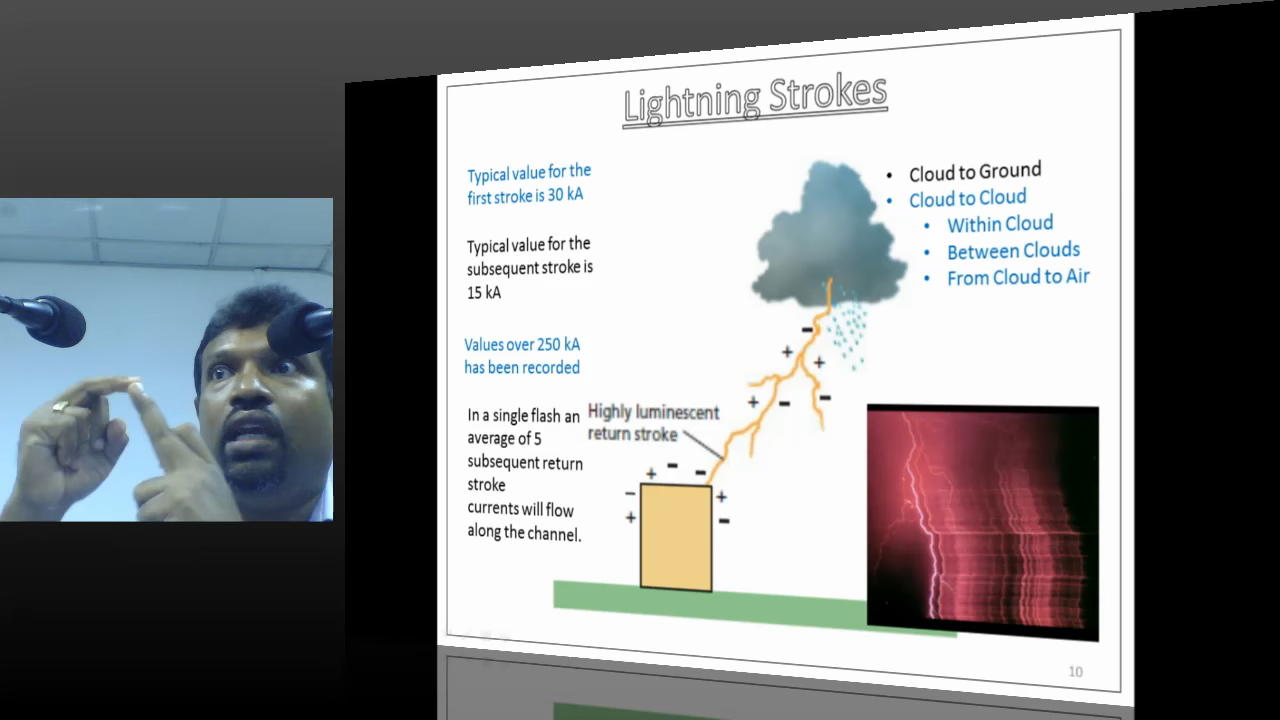 Lightning Strokes
Typical value for the
first stroke is 30 kA
Typical value for the
subsequent stroke is
15 kA
Values over 250 kA
has been recorded
In a single flash an
average of 5
subsequent return
stroke
currents will flow
along the channel.
Highly luminescent
return stroke
• Cloud to Ground
• Cloud to Cloud
• Within Cloud
• Between Clouds
• From Cloud to Air
10